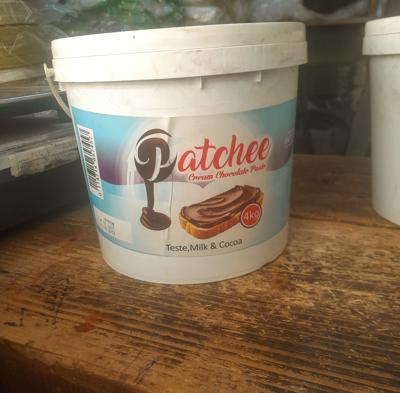 Patchee
Cream Chocolate Paste
4kg
Teste,Milk & Cocoa